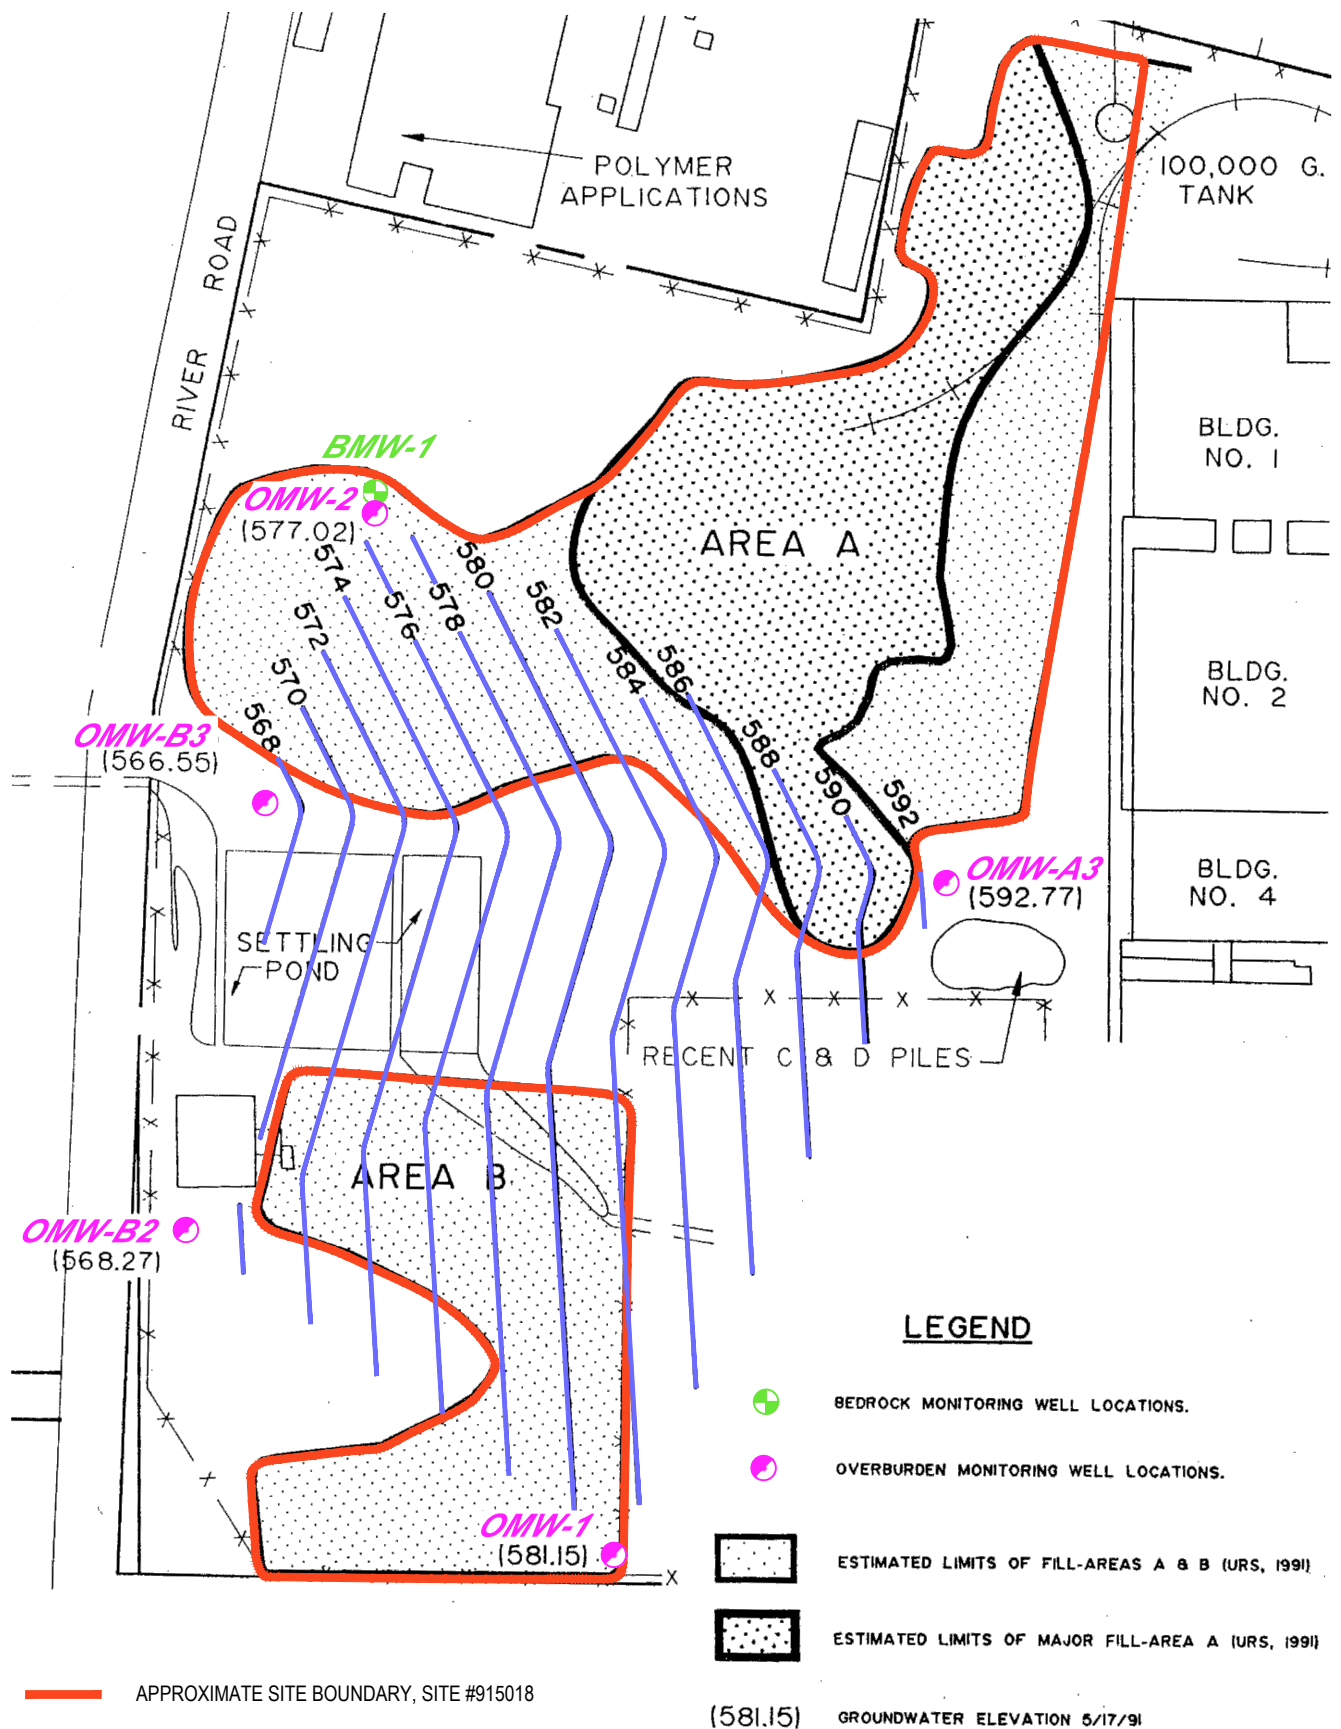 POLYMER
APPLICATIONS
100,000 G.
TANK
RIVER ROAD
BLDG.
NO. 1
BMW-1
OMW-2
(577.02)
AREA A
574
580
576
578
582
572
570
584
586
568
588
590
592
BLDG.
NO. 2
OMW-B3
(566.55)
OMW-A3
(592.77)
BLDG.
NO. 4
SETTLING
POND
RECENT C & D PILES
AREA B
OMW-B2
(568.27)
OMW-1
(581.15)
LEGEND
BEDROCK MONITORING WELL LOCATIONS.
OVERBURDEN MONITORING WELL LOCATIONS.
ESTIMATED LIMITS OF FILL-AREAS A & B (URS, 1991)
ESTIMATED LIMITS OF MAJOR FILL-AREA A (URS, 1991)
APPROXIMATE SITE BOUNDARY, SITE #915018
(581.15) GROUNDWATER ELEVATION 5/17/91